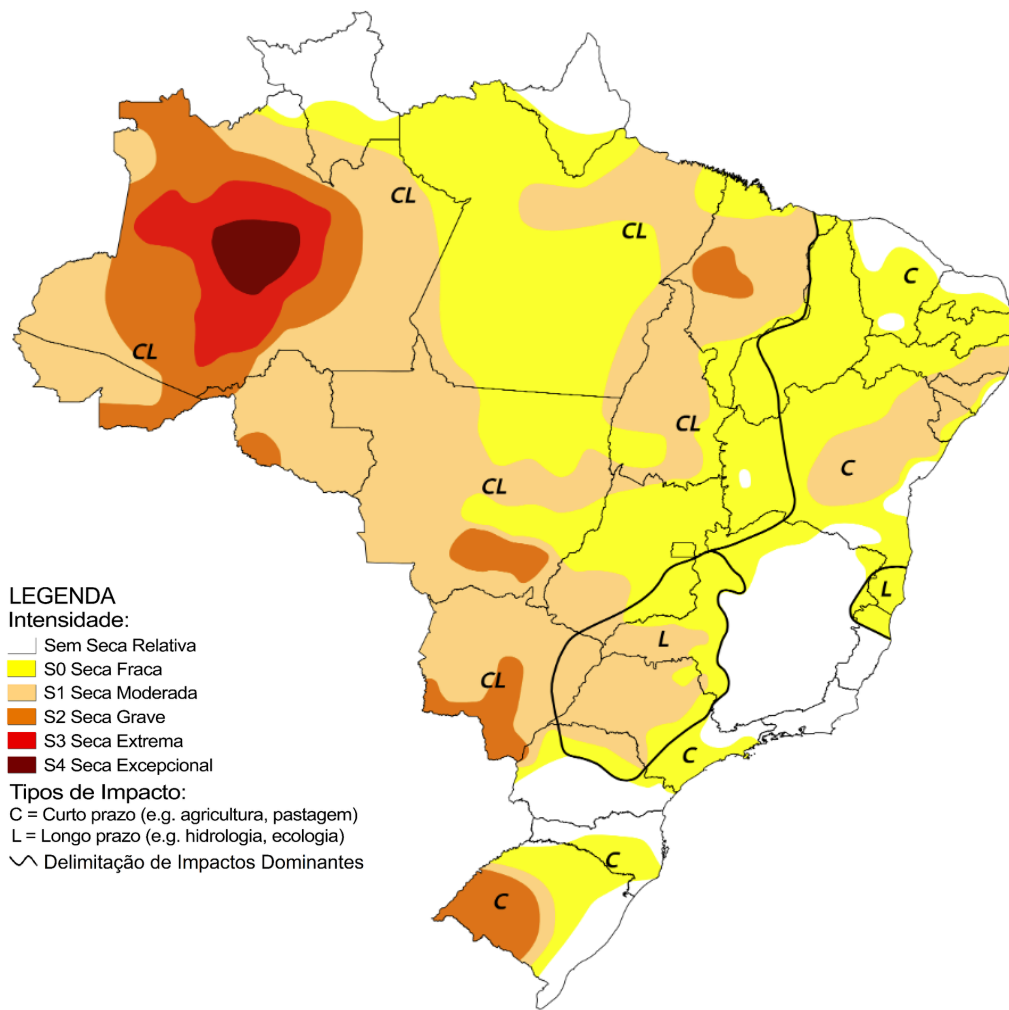 CL
CL
C
CL
CL
C
CL
L
L
CL
C
C
C
LEGENDA
Intensidade:
Sem Seca Relativa
S0 Seca Fraca
S1 Seca Moderada
S2 Seca Grave
S3 Seca Extrema
S4 Seca Excepcional
Tipos de Impacto:
C = Curto prazo (e.g. agricultura, pastagem)
L = Longo prazo (e.g. hidrologia, ecologia)
Delimitação de Impactos Dominantes